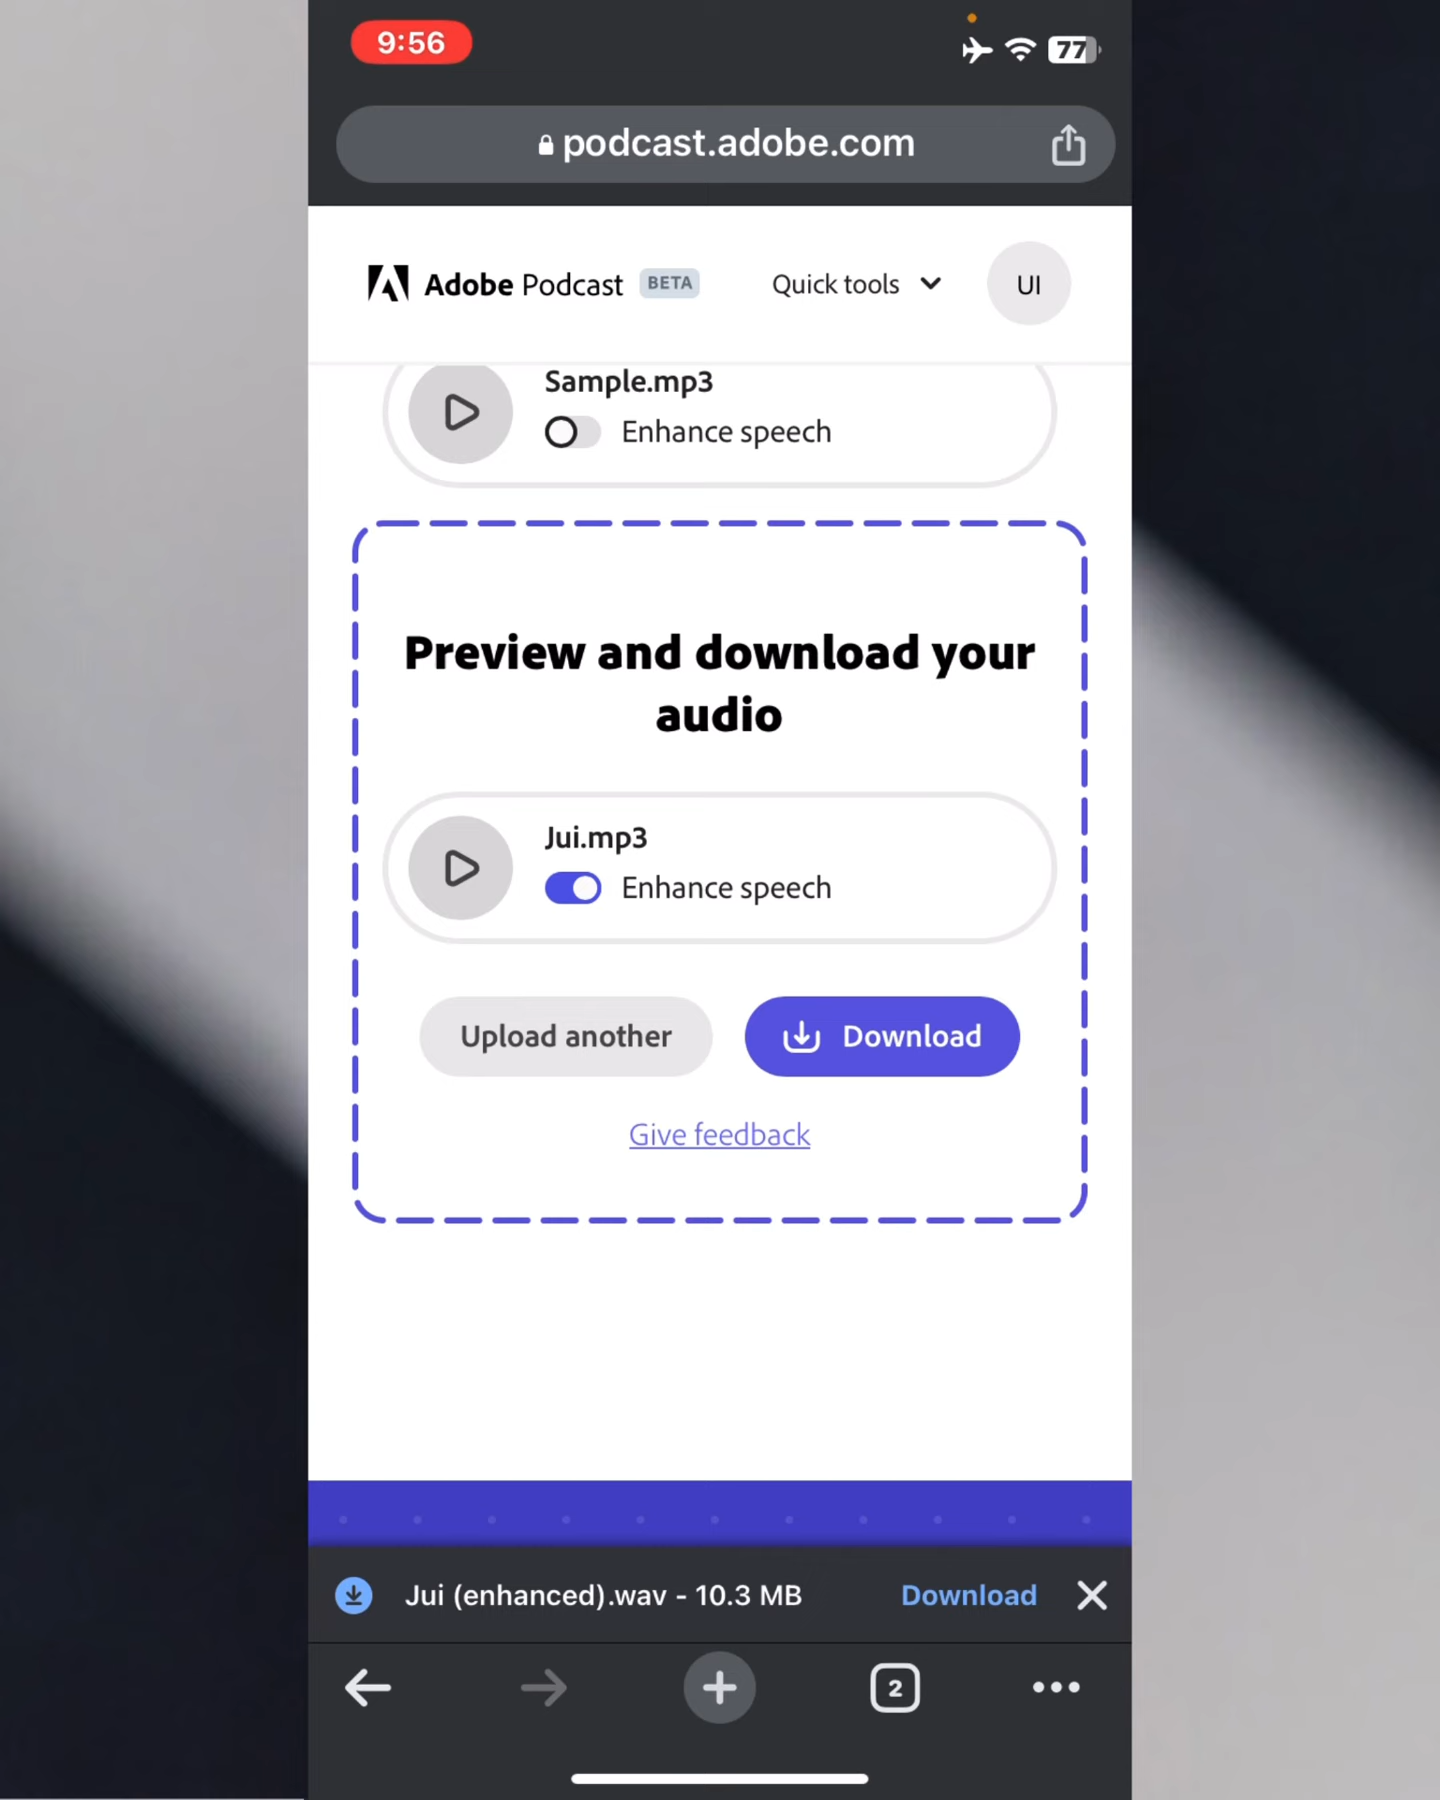 9:56
77
podcast.adobe.com
Adobe Podcast BETA
Quick tools
UI
Sample.mp3
Enhance speech
Preview and download your
audio
Jui.mp3
Enhance speech
Upload another
Download
Give feedback
Jui (enhanced).wav - 10.3 MB
Download
2